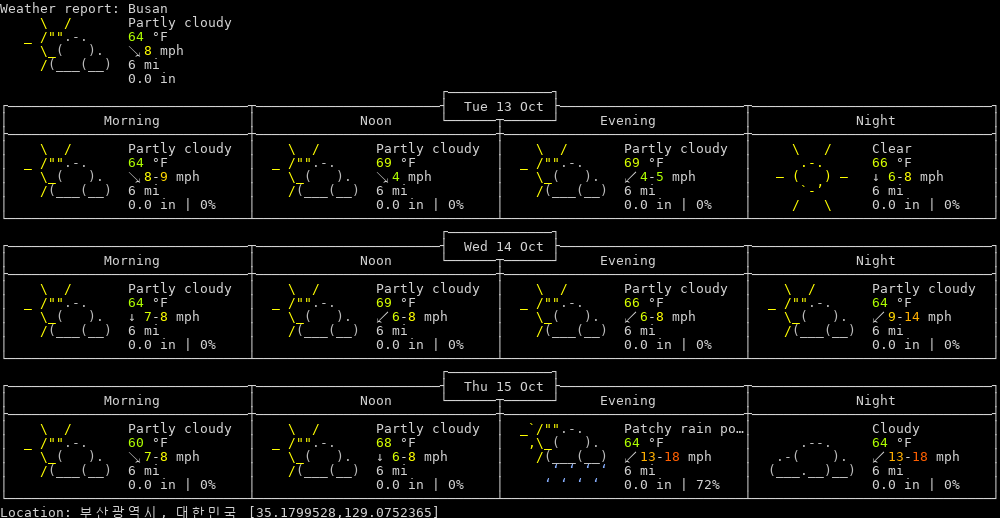 Weather report: Busan
Partly cloudy
64 °F
↘ 8 mph
6 mi
0.0 in
Tue 13 Oct
Morning Noon Evening Night
Partly cloudy Partly cloudy Partly cloudy Clear
64 °F 69 °F 69 °F 66 °F
↘ 8-9 mph ↘ 4 mph ↙ 4-5 mph ↓ 6-8 mph
6 mi 6 mi 6 mi 6 mi
0.0 in | 0% 0.0 in | 0% 0.0 in | 0% 0.0 in | 0%
Wed 14 Oct
Morning Noon Evening Night
Partly cloudy Partly cloudy Partly cloudy Partly cloudy
64 °F 69 °F 66 °F 64 °F
↓ 7-8 mph ↙ 6-8 mph ↙ 6-8 mph ↙ 9-14 mph
6 mi 6 mi 6 mi 6 mi
0.0 in | 0% 0.0 in | 0% 0.0 in | 0% 0.0 in | 0%
Thu 15 Oct
Morning Noon Evening Night
Partly cloudy Partly cloudy Patchy rain po… Cloudy
60 °F 68 °F 64 °F 64 °F
↘ 7-8 mph ↓ 6-8 mph ↙ 13-18 mph ↙ 13-18 mph
6 mi 6 mi 6 mi 6 mi
0.0 in | 0% 0.0 in | 0% 0.0 in | 72% 0.0 in | 0%
Location: 부산광역시, 대한민국 [35.1799528,129.0752365]